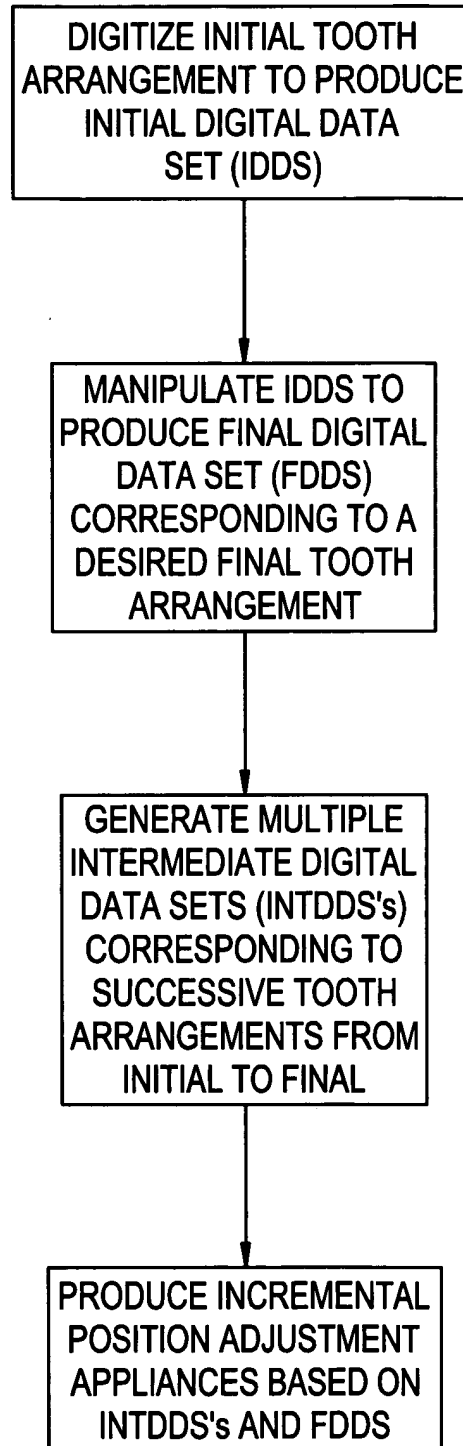 DIGITIZE INITIAL TOOTH
ARRANGEMENT TO PRODUCE
INITIAL DIGITAL DATA
SET (IDDS)
MANIPULATE IDDS TO
PRODUCE FINAL DIGITAL
DATA SET (FDDS)
CORRESPONDING TO A
DESIRED FINAL TOOTH
ARRANGEMENT
GENERATE MULTIPLE
INTERMEDIATE DIGITAL
DATA SETS (INTDDS's)
CORRESPONDING TO
SUCCESSIVE TOOTH
ARRANGEMENTS FROM
INITIAL TO FINAL
PRODUCE INCREMENTAL
POSITION ADJUSTMENT
APPLIANCES BASED ON
INTDDS's AND FDDS